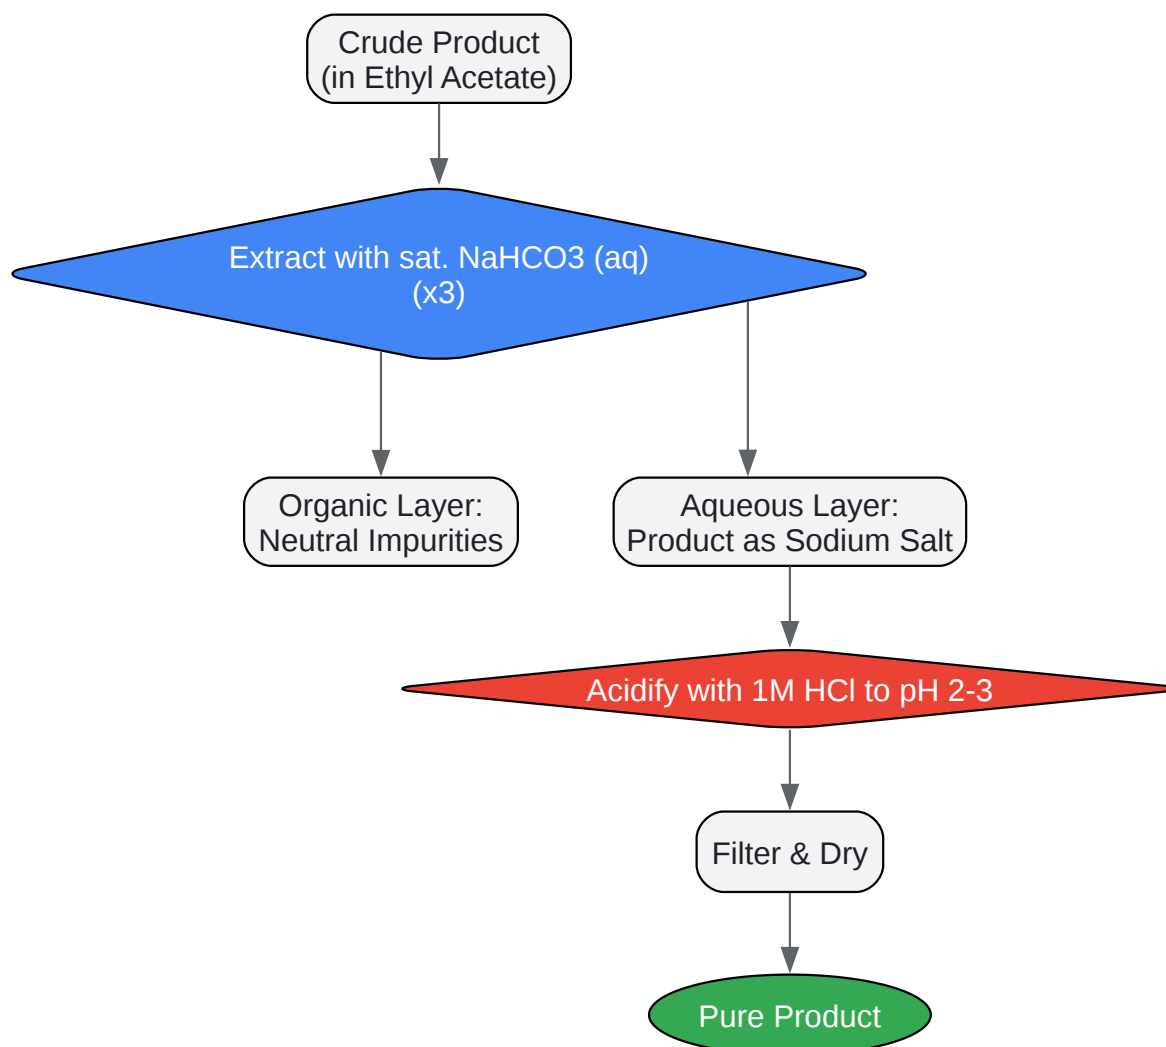 Crude Product
(in Ethyl Acetate)
Extract with sat. NaHCO3 (aq)
(x3)
Organic Layer:
Neutral Impurities
Aqueous Layer:
Product as Sodium Salt
Acidify with 1M HCl to pH 2-3
Filter & Dry
Pure Product